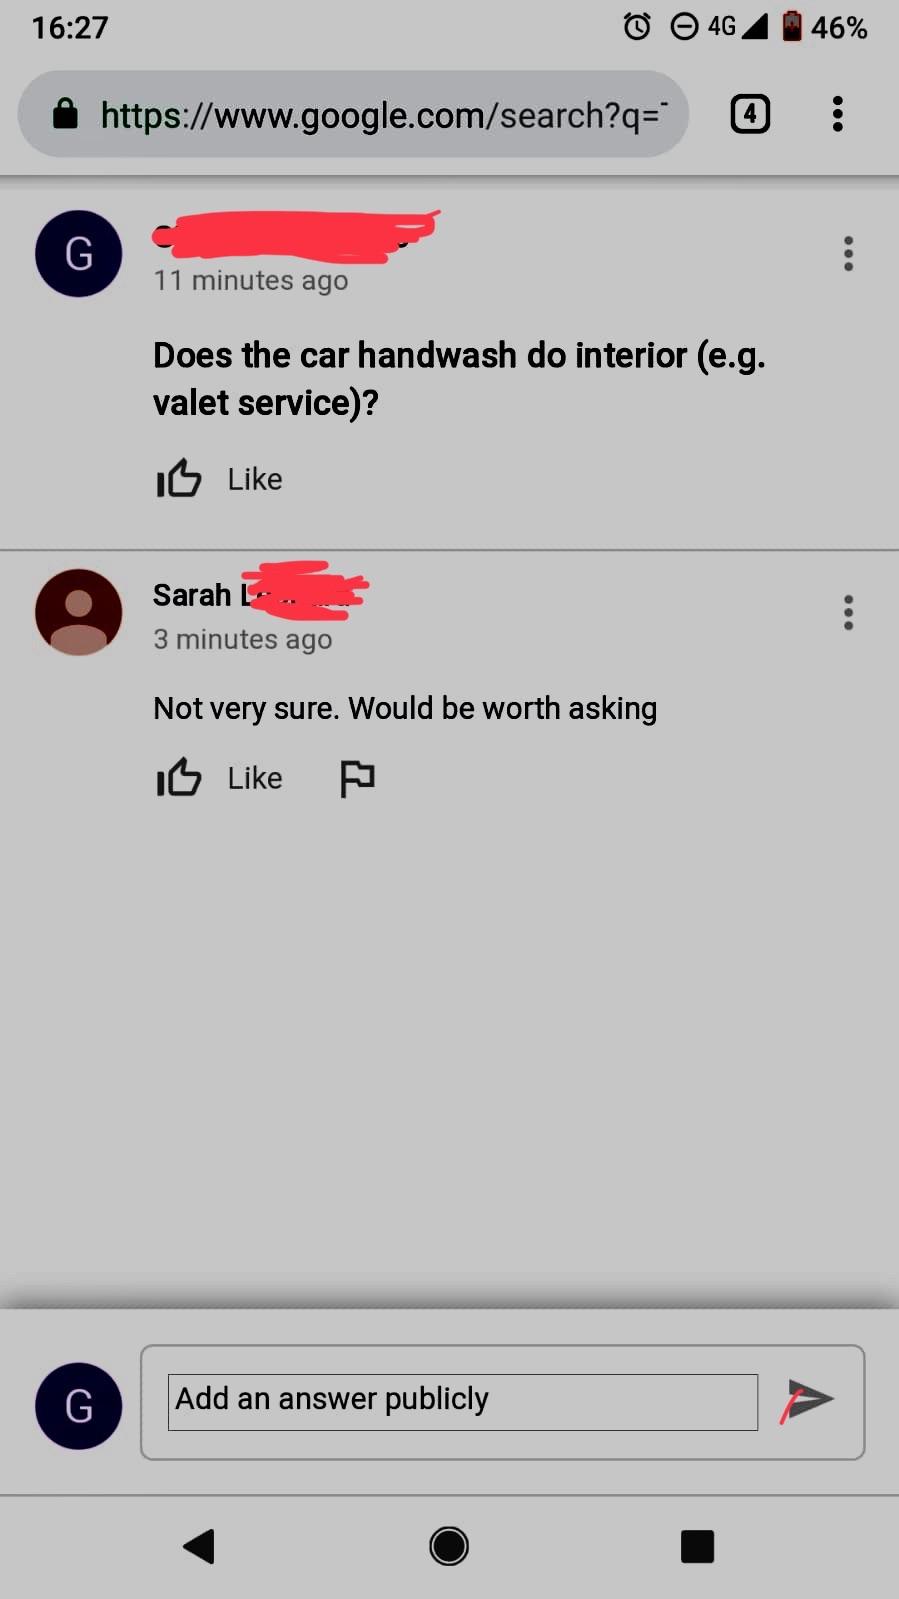 16:27
4G 46%
https://www.google.com/search?q=
4
G
11 minutes ago
Does the car handwash do interior (e.g.
valet service)?
Like
Sarah
3 minutes ago
Not very sure. Would be worth asking
Like
G
Add an answer publicly